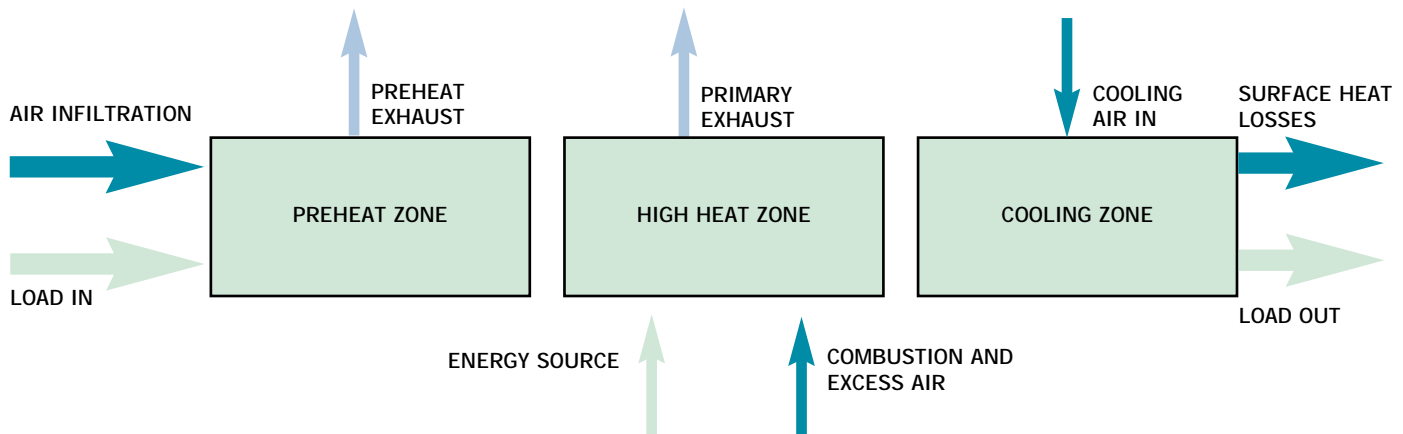 AIR INFILTRATION
PREHEAT
EXHAUST
PRIMARY
EXHAUST
COOLING
AIR IN
SURFACE HEAT
LOSSES
PREHEAT ZONE
HIGH HEAT ZONE
COOLING ZONE
LOAD IN
LOAD OUT
ENERGY SOURCE
COMBUSTION AND
EXCESS AIR